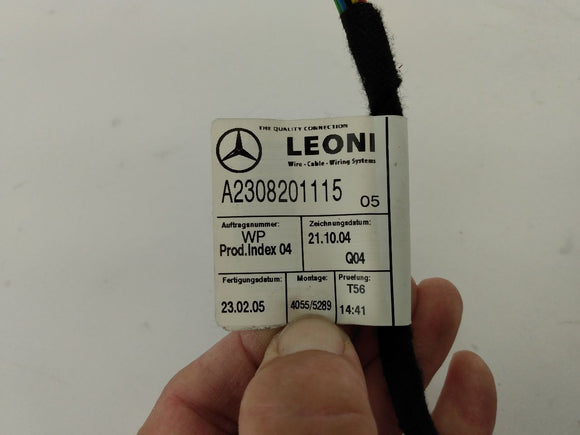 THE QUALITY CONNECTION
LEONI
Wire - Cable - Wiring Systems
A2308201115 05
Auftragsnummer:
WP
Prod.Index 04
Zeichnungsdatum:
21.10.04
Q04
Fertigungsdatum:
23.02.05
Montage:
4055/5289
Pruefung:
T56
14:41